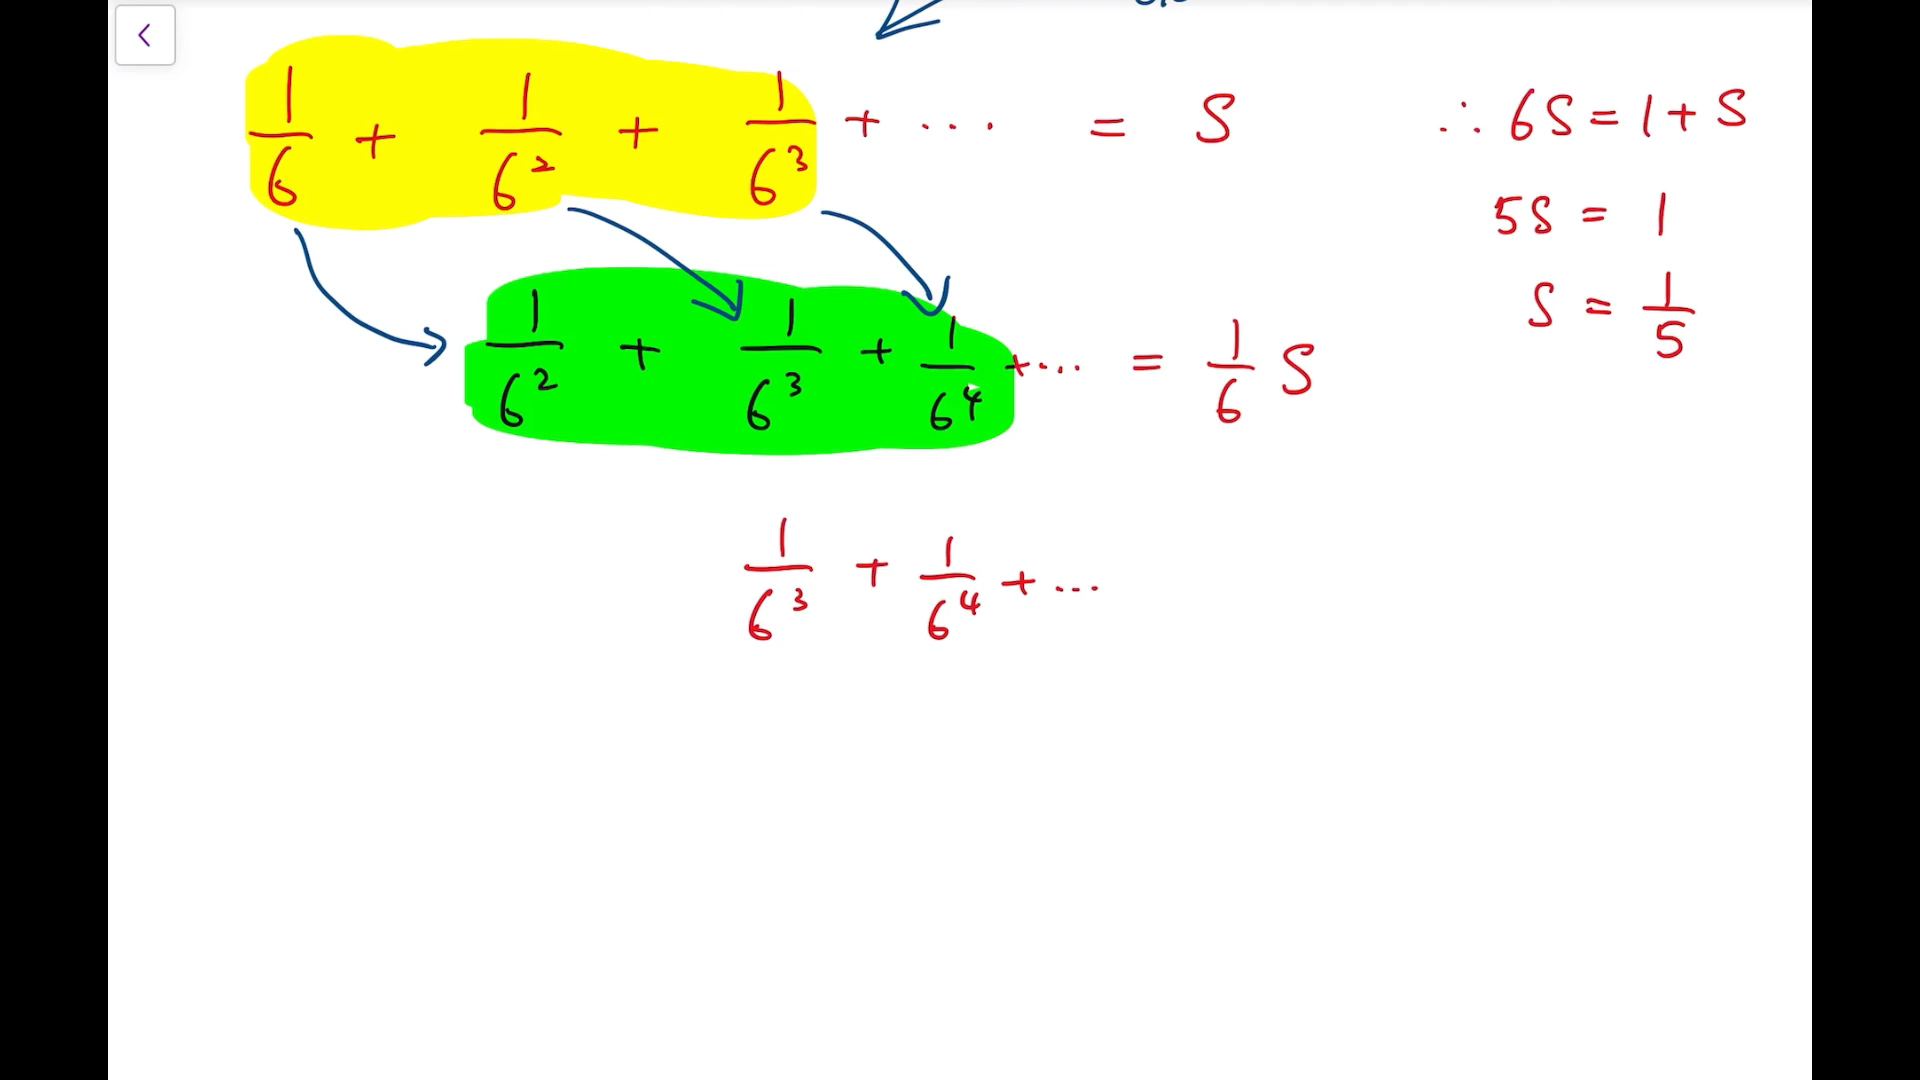 1/6 + 1/6² + 1/6³ + ... = S
∴ 6S = 1 + S
5S = 1
S = 1/5
1/6² + 1/6³ + 1/6⁴ + ... = 1/6 S
1/6³ + 1/6⁴ + ...